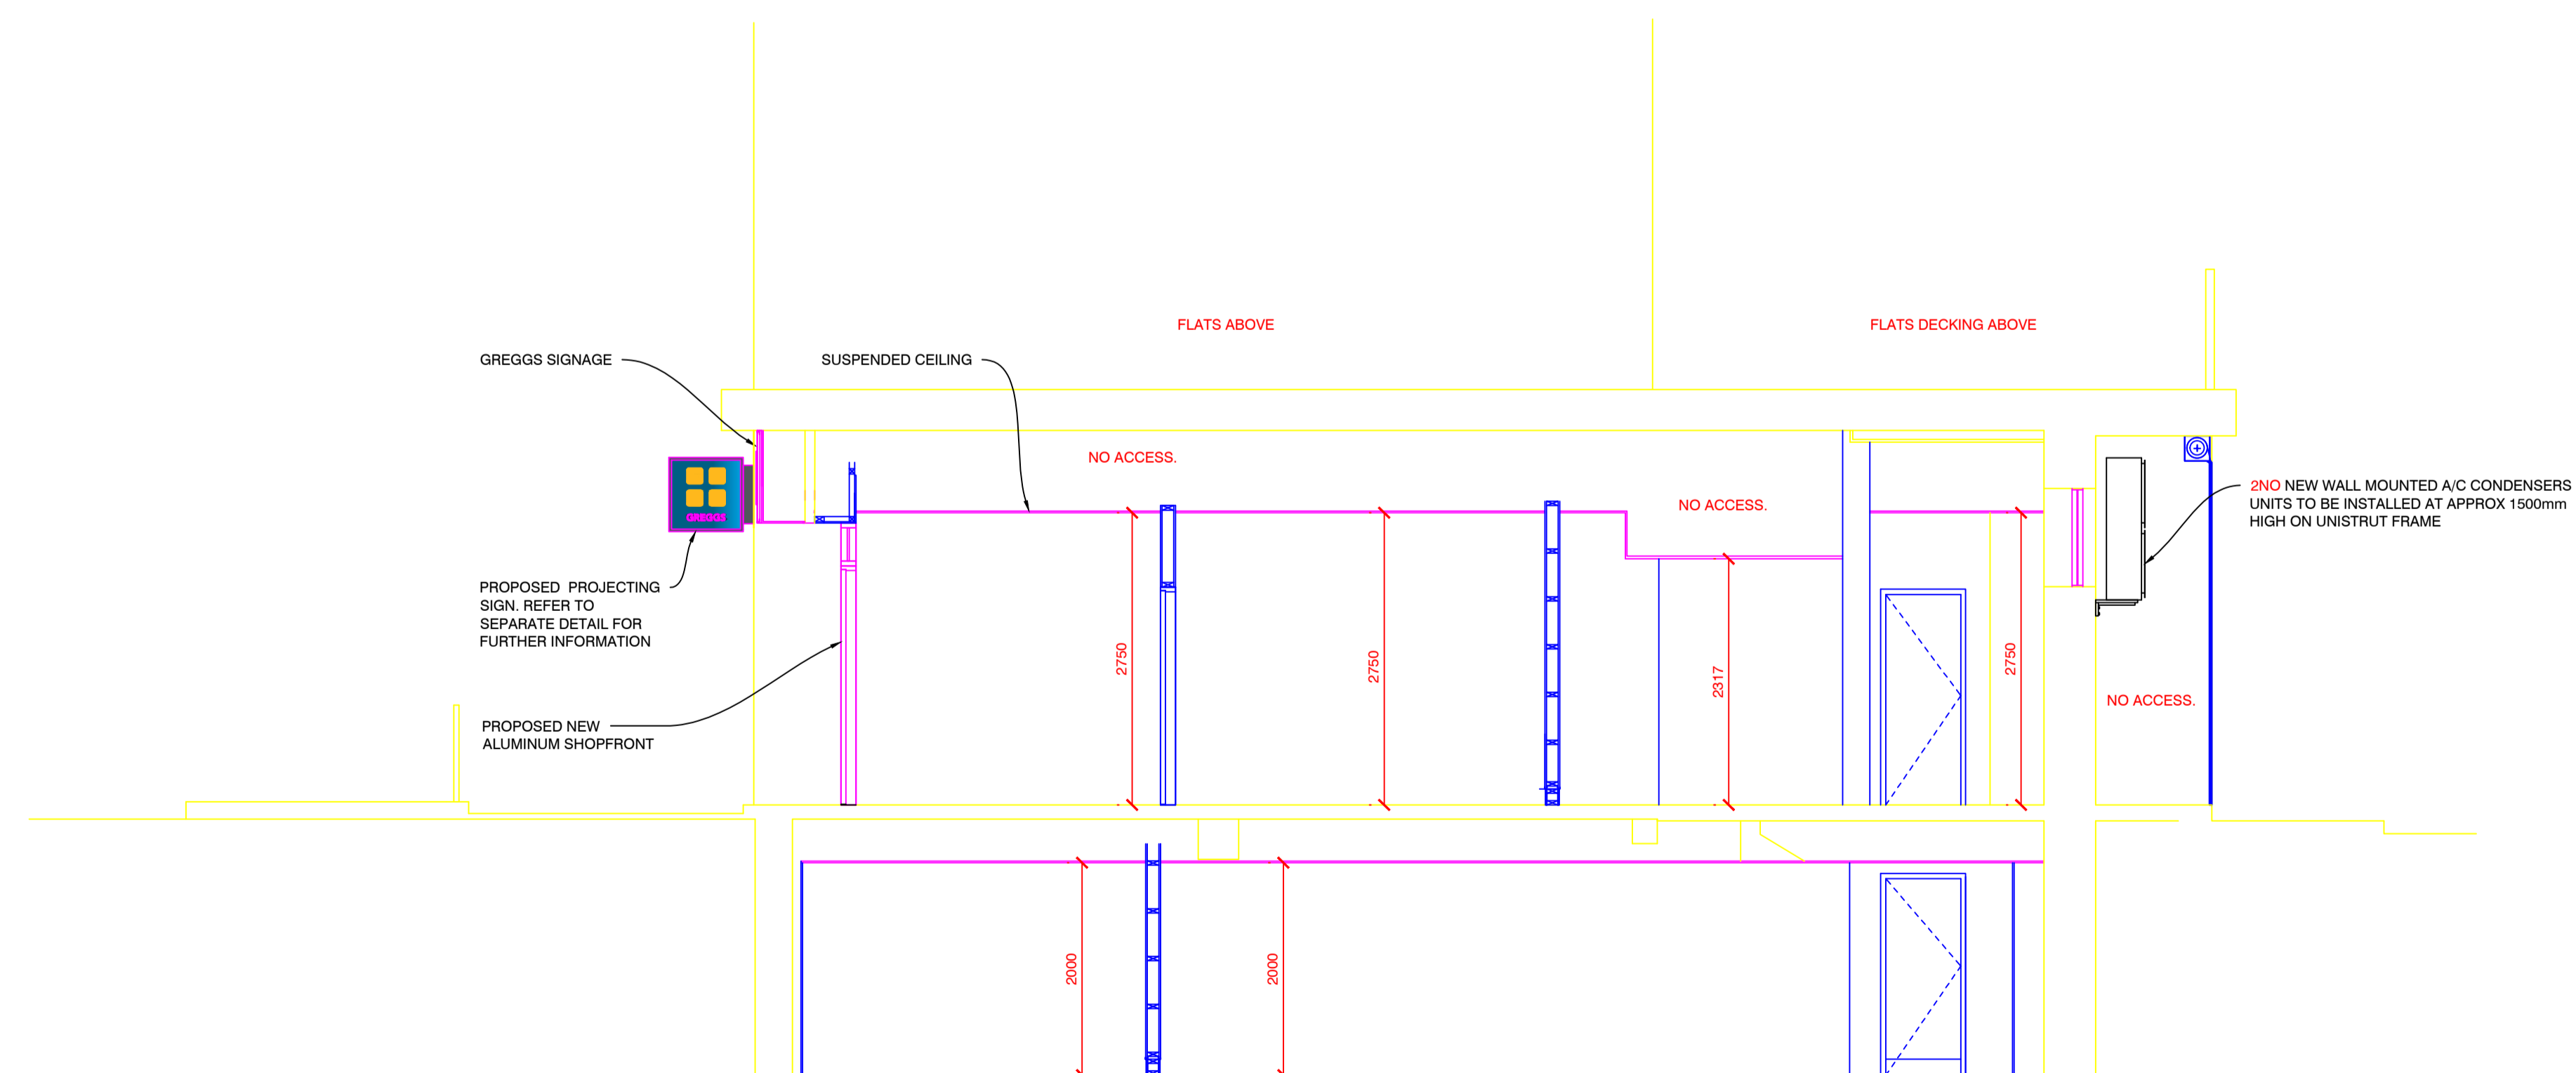 FLATS ABOVE
FLATS DECKING ABOVE
GREGGS SIGNAGE
SUSPENDED CEILING
NO ACCESS.
NO ACCESS.
2NO NEW WALL MOUNTED A/C CONDENSERS
UNITS TO BE INSTALLED AT APPROX 1500mm
HIGH ON UNISTRUT FRAME
GREGGS
PROPOSED PROJECTING
SIGN. REFER TO
SEPARATE DETAIL FOR
FURTHER INFORMATION
2750
2750
2317
2750
NO ACCESS.
PROPOSED NEW
ALUMINUM SHOPFRONT
2000
2000